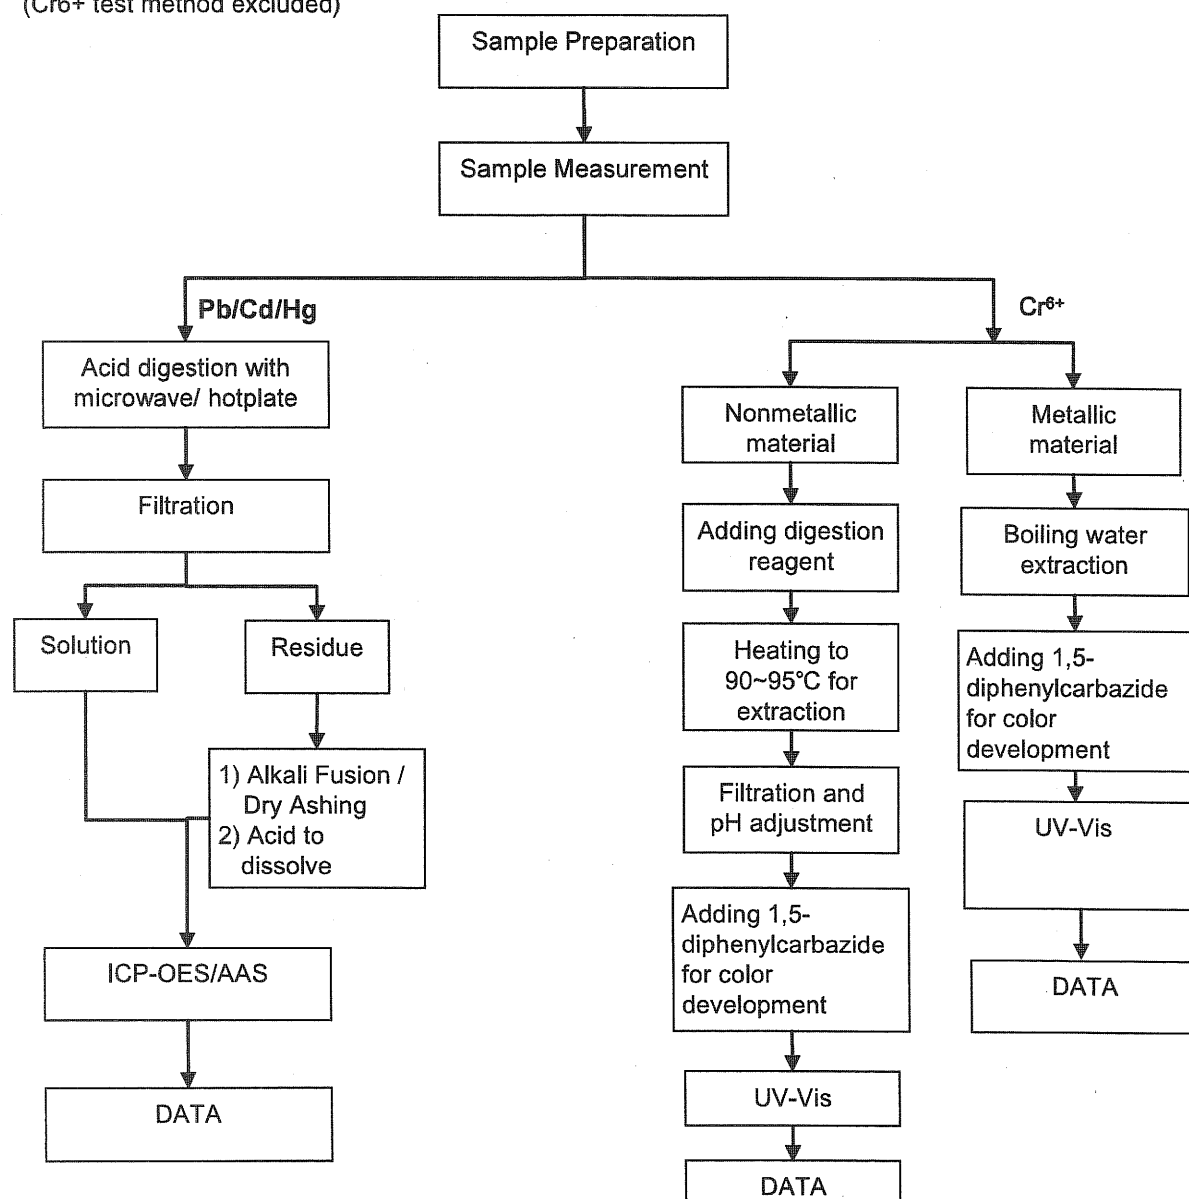 (Cr6+ test method excluded)
Sample Preparation
Sample Measurement
Pb/Cd/Hg
Acid digestion with
microwave/ hotplate
Filtration
Solution
Residue
1) Alkali Fusion /
Dry Ashing
2) Acid to
dissolve
ICP-OES/AAS
DATA
Cr6+
Nonmetallic
material
Adding digestion
reagent
Heating to
90~95°C for
extraction
Filtration and
pH adjustment
Adding 1,5-
diphenylcarbazide
for color
development
UV-Vis
DATA
Metallic
material
Boiling water
extraction
Adding 1,5-
diphenylcarbazide
for color
development
UV-Vis
DATA